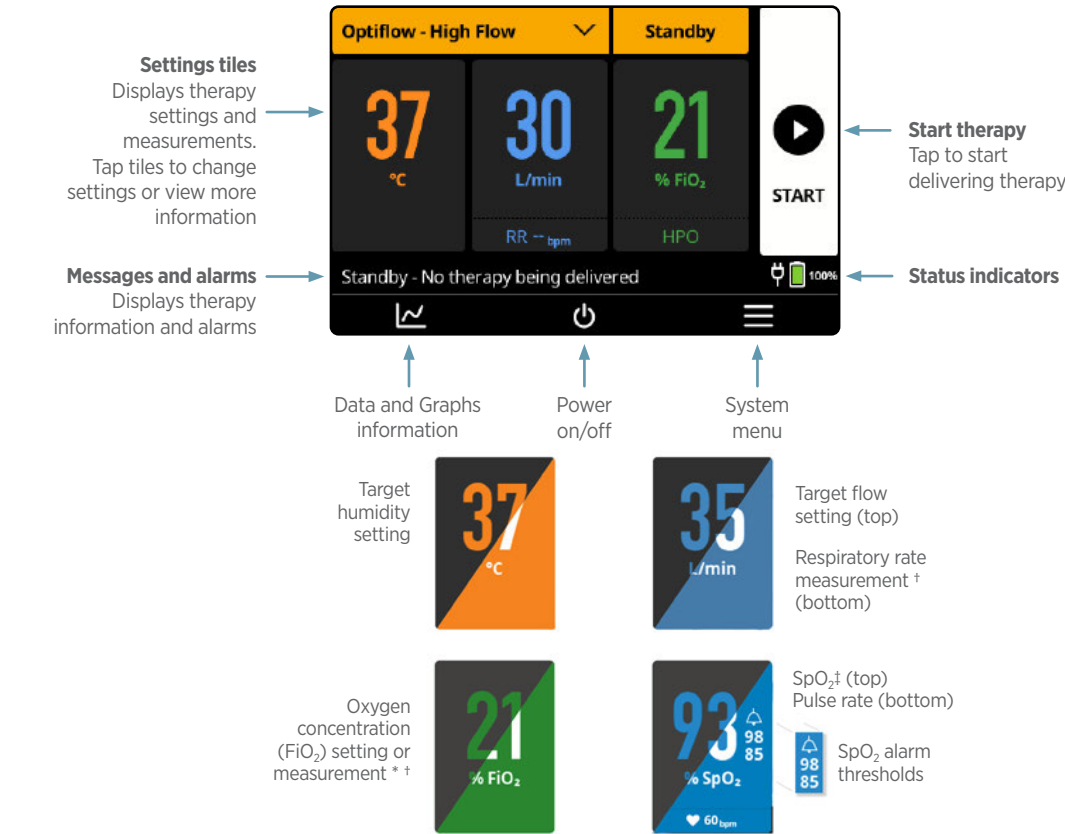 Optiflow - High Flow
Standby
37
°C
30
L/min
RR -- bpm
21
% FiO₂
HPO
START
Standby - No therapy being delivered
100%
Settings tiles
Displays therapy
settings and
measurements.
Tap tiles to change
settings or view more
information
Messages and alarms
Displays therapy
information and alarms
Start therapy
Tap to start
delivering therapy
Status indicators
Data and Graphs
information
Power
on/off
System
menu
Target
humidity
setting
37
°C
35
L/min
Target flow
setting (top)
Respiratory rate
measurement †
(bottom)
Oxygen
concentration
(FiO₂) setting or
measurement * †
21
% FiO₂
93
% SpO₂
98
85
60 bpm
SpO₂‡ (top)
Pulse rate (bottom)
98
85
SpO₂ alarm
thresholds